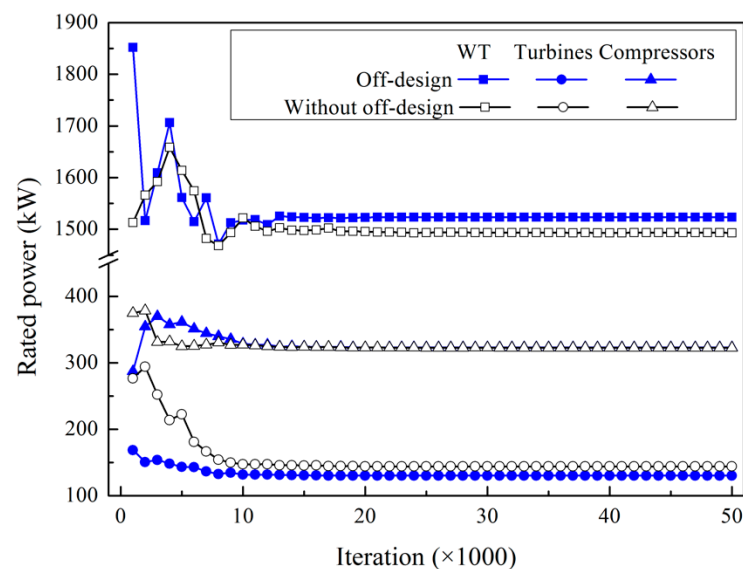 1900
WT Turbines Compressors
Off-design
1800
Without off-design
1700
1600
1500
400
300
200
100
Rated power (kW)
0 10 20 30 40 50
Iteration (×1000)